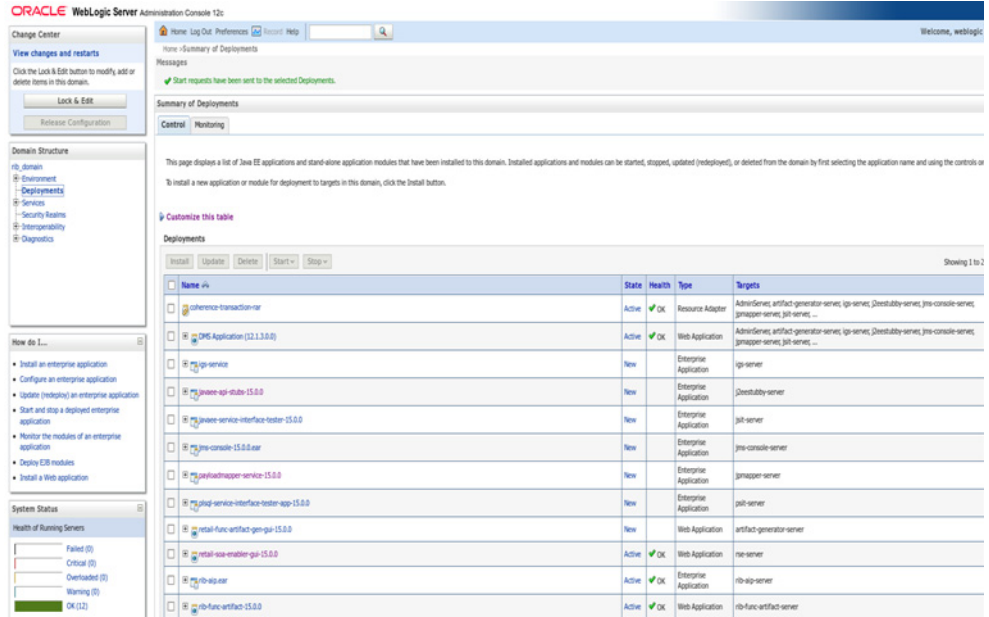 ORACLE WebLogic Server Administration Console 12c
Change Center
View changes and restarts
Click the Lock & Edit button to modify, add or
delete items in this domain.
Lock & Edit
Release Configuration
Domain Structure
rib_domain
Environment
Deployments
Services
Security Realms
Interoperability
Diagnostics
How do I...
Install an enterprise application
Configure an enterprise application
Update (redeploy) an enterprise application
Start and stop a deployed enterprise
application
Monitor the modules of an enterprise
application
Deploy EJB modules
Install a Web application
System Status
Health of Running Servers
Failed (0)
Critical (0)
Overloaded (0)
Warning (0)
OK (12)
Home Log Out Preferences Record Help
Welcome, weblogic
Home >Summary of Deployments
Messages
Start requests have been sent to the selected Deployments.
Summary of Deployments
Control Monitoring
This page displays a list of Java EE applications and stand-alone application modules that have been installed to this domain. Installed applications and modules can be started, stopped, updated (redeployed), or deleted from the domain by first selecting the application name and using the controls on
To install a new application or module for deployment to targets in this domain, click the Install button.
Customize this table
Deployments
Install Update Delete Start Stop
Showing 1 to 2
Name State Health Type Targets
coherence-transaction-rar Active OK Resource Adapter AdminServer, artifact-generator-server, igs-server, j2eestubby-server, jms-console-server,
jpmapper-server, jsit-server, ...
DMS Application (12.1.3.0.0) Active OK Web Application AdminServer, artifact-generator-server, igs-server, j2eestubby-server, jms-console-server,
jpmapper-server, jsit-server, ...
igs-service New Enterprise
Application igs-server
javaee-api-stubs-15.0.0 New Enterprise
Application j2eestubby-server
javaee-service-interface-tester-15.0.0 New Enterprise
Application jsit-server
jms-console-15.0.0.ear New Enterprise
Application jms-console-server
payloadmapper-service-15.0.0 New Enterprise
Application jpmapper-server
plsql-service-interface-tester-app-15.0.0 New Enterprise
Application psit-server
retail-func-artifact-gen-gui-15.0.0 New Web Application artifact-generator-server
retail-soa-enabler-gui-15.0.0 Active OK Web Application rse-server
rib-aip.ear Active OK Enterprise
Application rib-aip-server
rib-func-artifact-15.0.0 Active OK Web Application rib-func-artifact-server